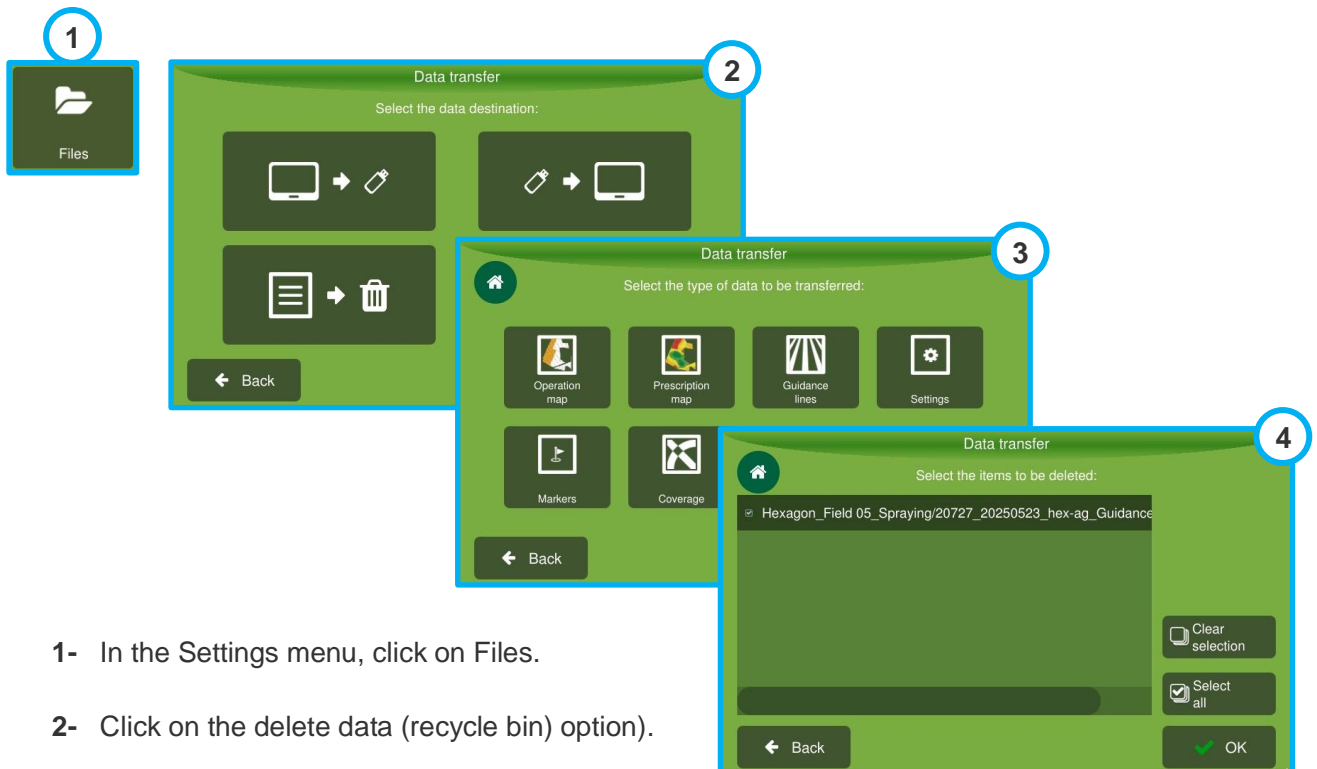 1
Files
2
Data transfer
Select the data destination:
Back
3
Data transfer
Select the type of data to be transferred:
Operation
map
Prescription
map
Guidance
lines
Settings
Markers
Coverage
Back
4
Data transfer
Select the items to be deleted:
Hexagon_Field 05_Spraying/20727_20250523_hex-ag_Guidance
Clear
selection
Select
all
Back
OK
1- In the Settings menu, click on Files.
2- Click on the delete data (recycle bin) option).